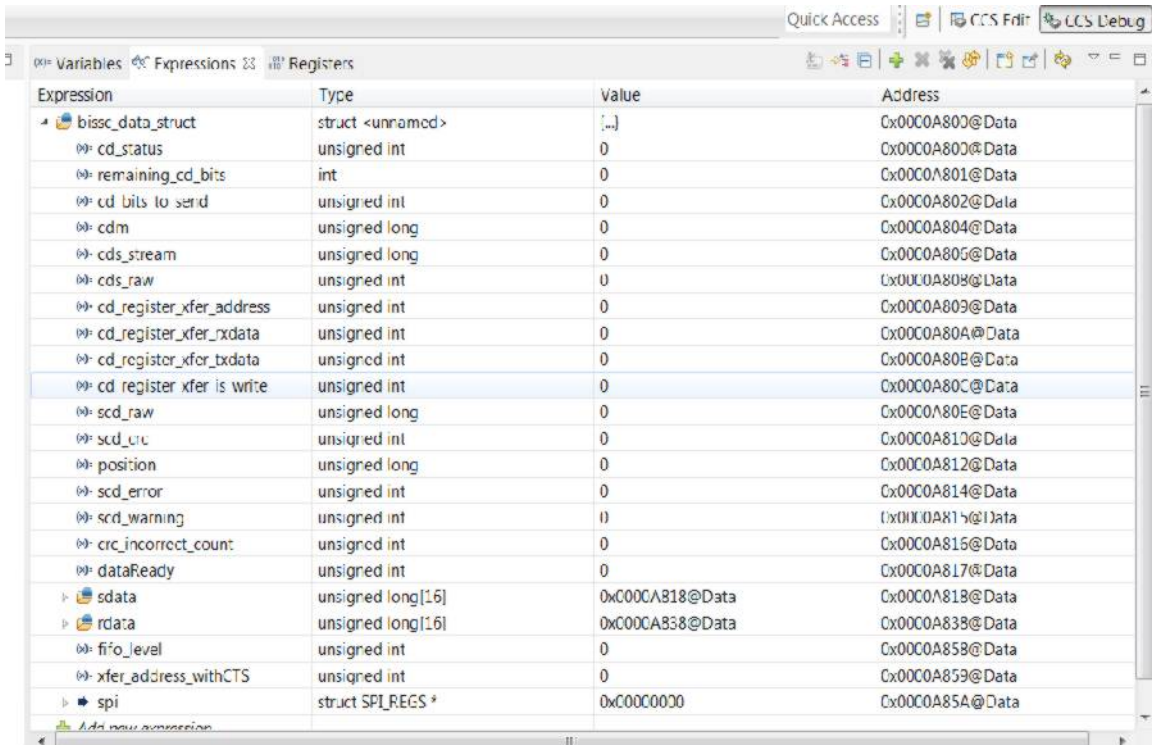 Quick Access CCS Edit CCS Debug
Variables Expressions Registers
Expression Type Value Address
bissc_data_struct struct <unnamed> {...} 0x0000A800@Data
cd_status unsigned int 0 0x0000A800@Data
remaining_cd_bits int 0 0x0000A801@Data
cd_bits_to_send unsigned int 0 0x0000A802@Data
cdm unsigned long 0 0x0000A804@Data
cds_stream unsigned long 0 0x0000A806@Data
cds_raw unsigned int 0 0x0000A808@Data
cd_register_xfer_address unsigned int 0 0x0000A809@Data
cd_register_xfer_rxdata unsigned int 0 0x0000A80A@Data
cd_register_xfer_txdata unsigned int 0 0x0000A80B@Data
cd_register_xfer_is_write unsigned int 0 0x0000A80C@Data
scd_raw unsigned long 0 0x0000A80E@Data
scd_crc unsigned int 0 0x0000A810@Data
position unsigned long 0 0x0000A812@Data
scd_error unsigned int 0 0x0000A814@Data
scd_warning unsigned int 0 0x0000A815@Data
crc_incorrect_count unsigned int 0 0x0000A816@Data
dataReady unsigned int 0 0x0000A817@Data
sdata unsigned long[16] 0x0000A818@Data 0x0000A818@Data
rdata unsigned long[16] 0x0000A838@Data 0x0000A838@Data
fifo_level unsigned int 0 0x0000A858@Data
xfer_address_withCTS unsigned int 0 0x0000A859@Data
spi struct SPI_REGS * 0x00000000 0x0000A85A@Data
Add new expression